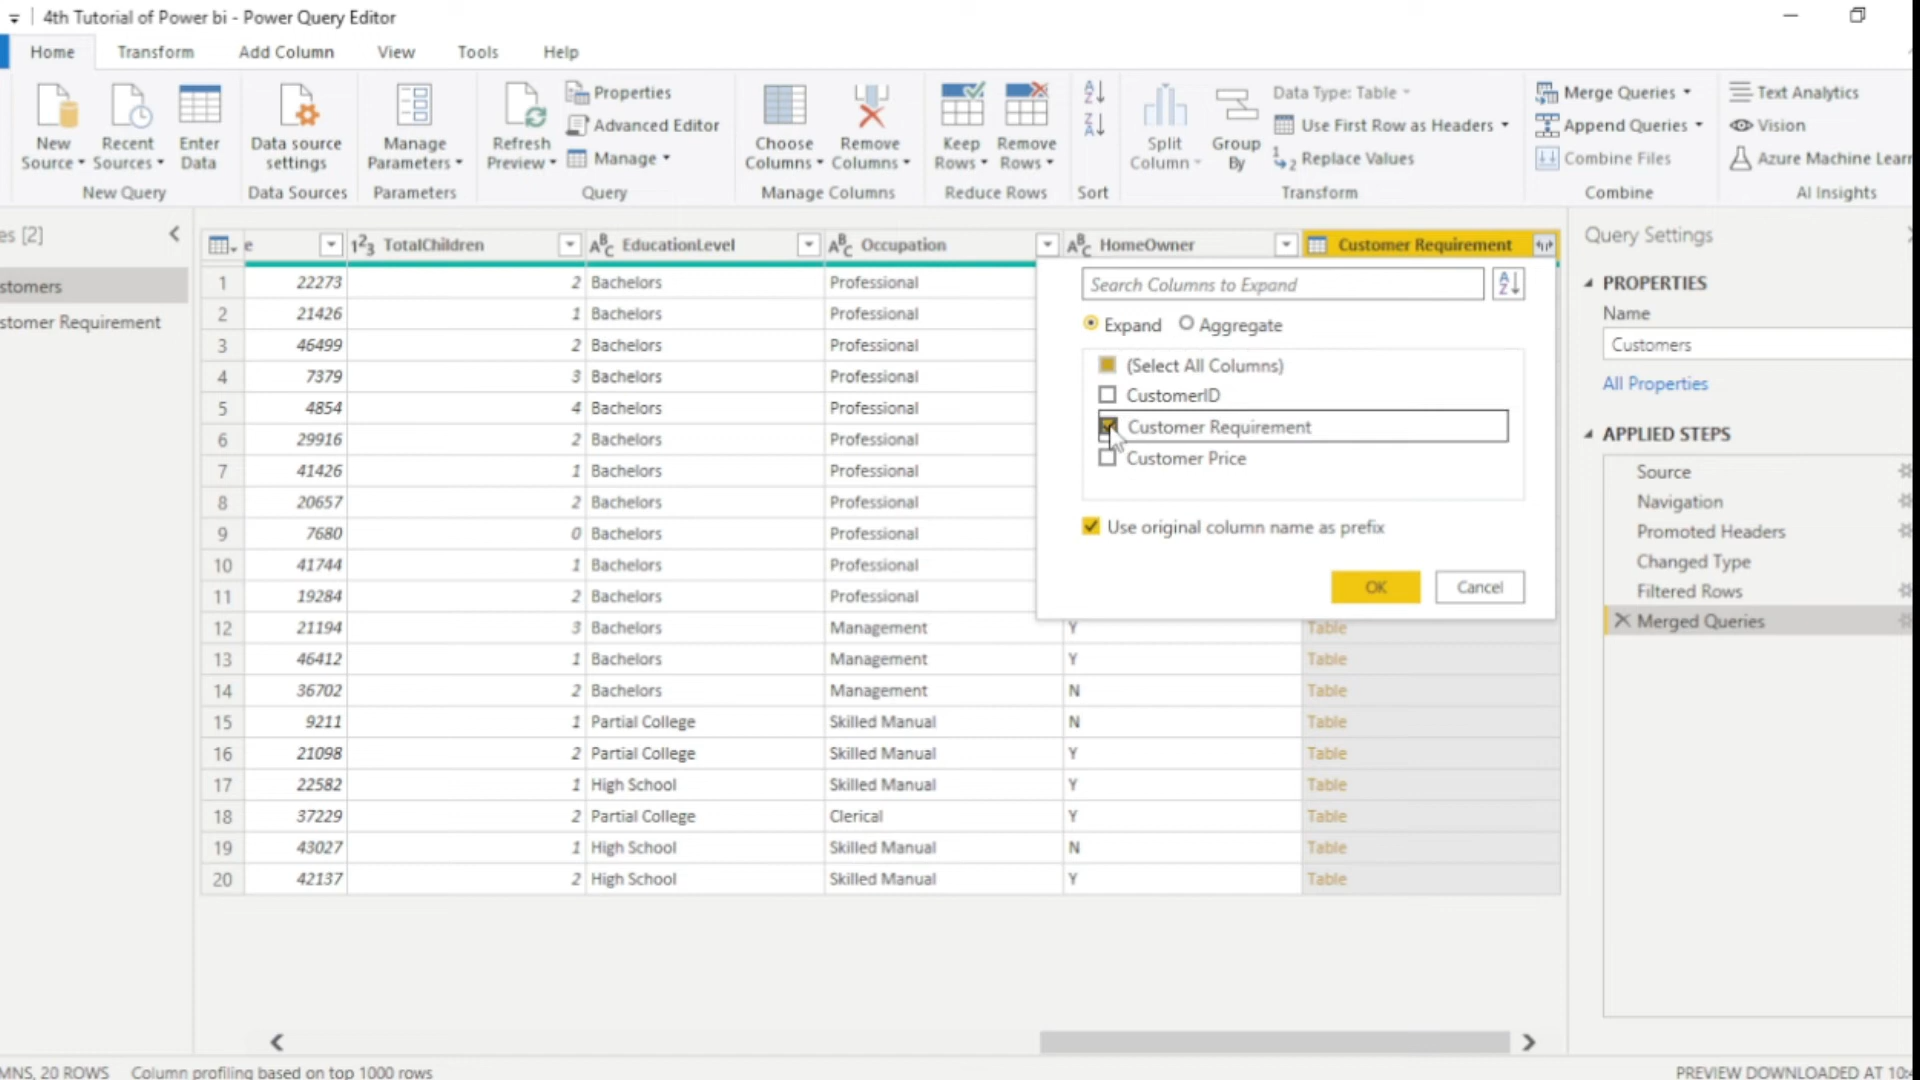 4th Tutorial of Power bi - Power Query Editor
Home Transform Add Column View Tools Help
New Source Recent Sources Enter Data
New Query
Data source settings
Data Sources
Manage Parameters
Parameters
Refresh Preview
Properties
Advanced Editor
Manage
Query
Choose Columns Remove Columns
Manage Columns
Keep Rows Remove Rows
Reduce Rows
Sort
Split Column Group By
Data Type: Table
Use First Row as Headers
Replace Values
Transform
Merge Queries
Append Queries
Combine Files
Combine
Text Analytics
Vision
Azure Machine Learn
AI Insights
es [2]
stomers
stomer Requirement
e 123 TotalChildren ABC EducationLevel ABC Occupation ABC HomeOwner Customer Requirement
1 22273 2 Bachelors Professional
2 21426 1 Bachelors Professional
3 46499 2 Bachelors Professional
4 7379 3 Bachelors Professional
5 4854 4 Bachelors Professional
6 29916 2 Bachelors Professional
7 41426 1 Bachelors Professional
8 20657 2 Bachelors Professional
9 7680 0 Bachelors Professional
10 41744 1 Bachelors Professional
11 19284 2 Bachelors Professional
12 21194 3 Bachelors Management Y Table
13 46412 1 Bachelors Management Y Table
14 36702 2 Bachelors Management N Table
15 9211 1 Partial College Skilled Manual N Table
16 21098 2 Partial College Skilled Manual Y Table
17 22582 1 High School Skilled Manual Y Table
18 37229 2 Partial College Clerical Y Table
19 43027 1 High School Skilled Manual N Table
20 42137 2 High School Skilled Manual Y Table
Search Columns to Expand
Expand Aggregate
(Select All Columns)
CustomerID
Customer Requirement
Customer Price
Use original column name as prefix
OK Cancel
Query Settings
PROPERTIES
Name
Customers
All Properties
APPLIED STEPS
Source
Navigation
Promoted Headers
Changed Type
Filtered Rows
Merged Queries
MNS, 20 ROWS Column profiling based on top 1000 rows
PREVIEW DOWNLOADED AT 10: